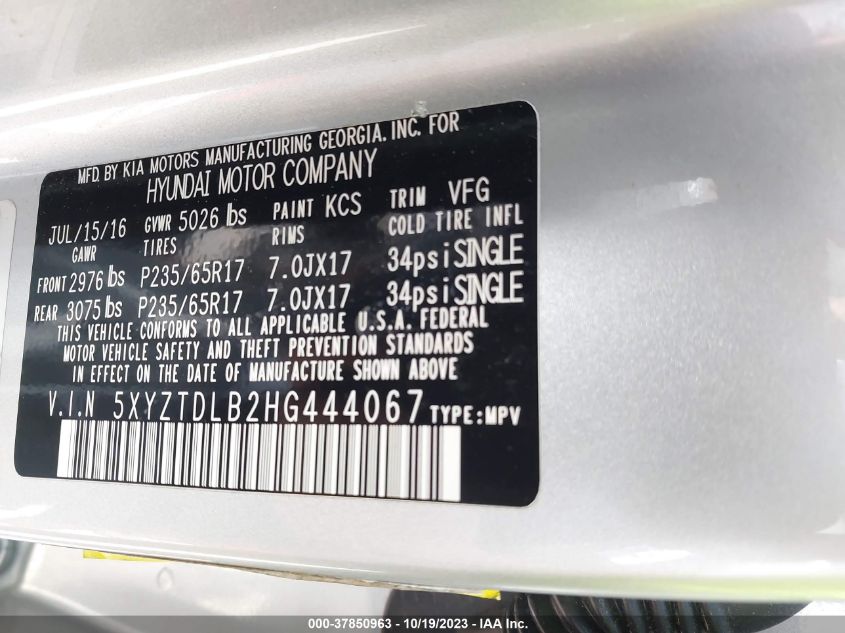 MFD. BY KIA MOTORS MANUFACTURING GEORGIA. INC. FOR
HYUNDAI MOTOR COMPANY
JUL/15/16 GVWR 5026 lbs PAINT KCS TRIM VFG
GAWR TIRES RIMS COLD TIRE INFL
FRONT 2976 lbs P235/65R17 7.0JX17 34psi SINGLE
REAR 3075 lbs P235/65R17 7.0JX17 34psi SINGLE
THIS VEHICLE CONFORMS TO ALL APPLICABLE U.S.A. FEDERAL
MOTOR VEHICLE SAFETY AND THEFT PREVENTION STANDARDS
IN EFFECT ON THE DATE OF MANUFACTURE SHOWN ABOVE
V.I.N 5XYZTDLB2HG444067 TYPE:MPV
000-37850963 - 10/19/2023 - IAA Inc.